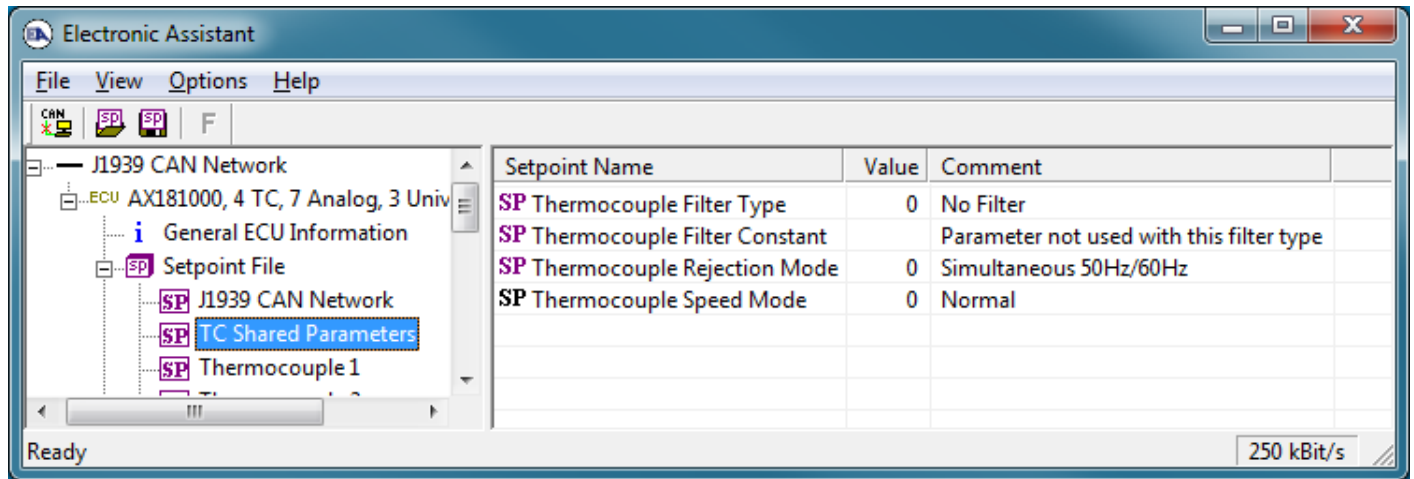 Electronic Assistant
File View Options Help
CAN SP SP F
J1939 CAN Network
ECU AX181000, 4 TC, 7 Analog, 3 Univ
i General ECU Information
SP Setpoint File
SP J1939 CAN Network
SP TC Shared Parameters
SP Thermocouple 1
Setpoint Name Value Comment
SP Thermocouple Filter Type 0 No Filter
SP Thermocouple Filter Constant Parameter not used with this filter type
SP Thermocouple Rejection Mode 0 Simultaneous 50Hz/60Hz
SP Thermocouple Speed Mode 0 Normal
Ready 250 kBit/s